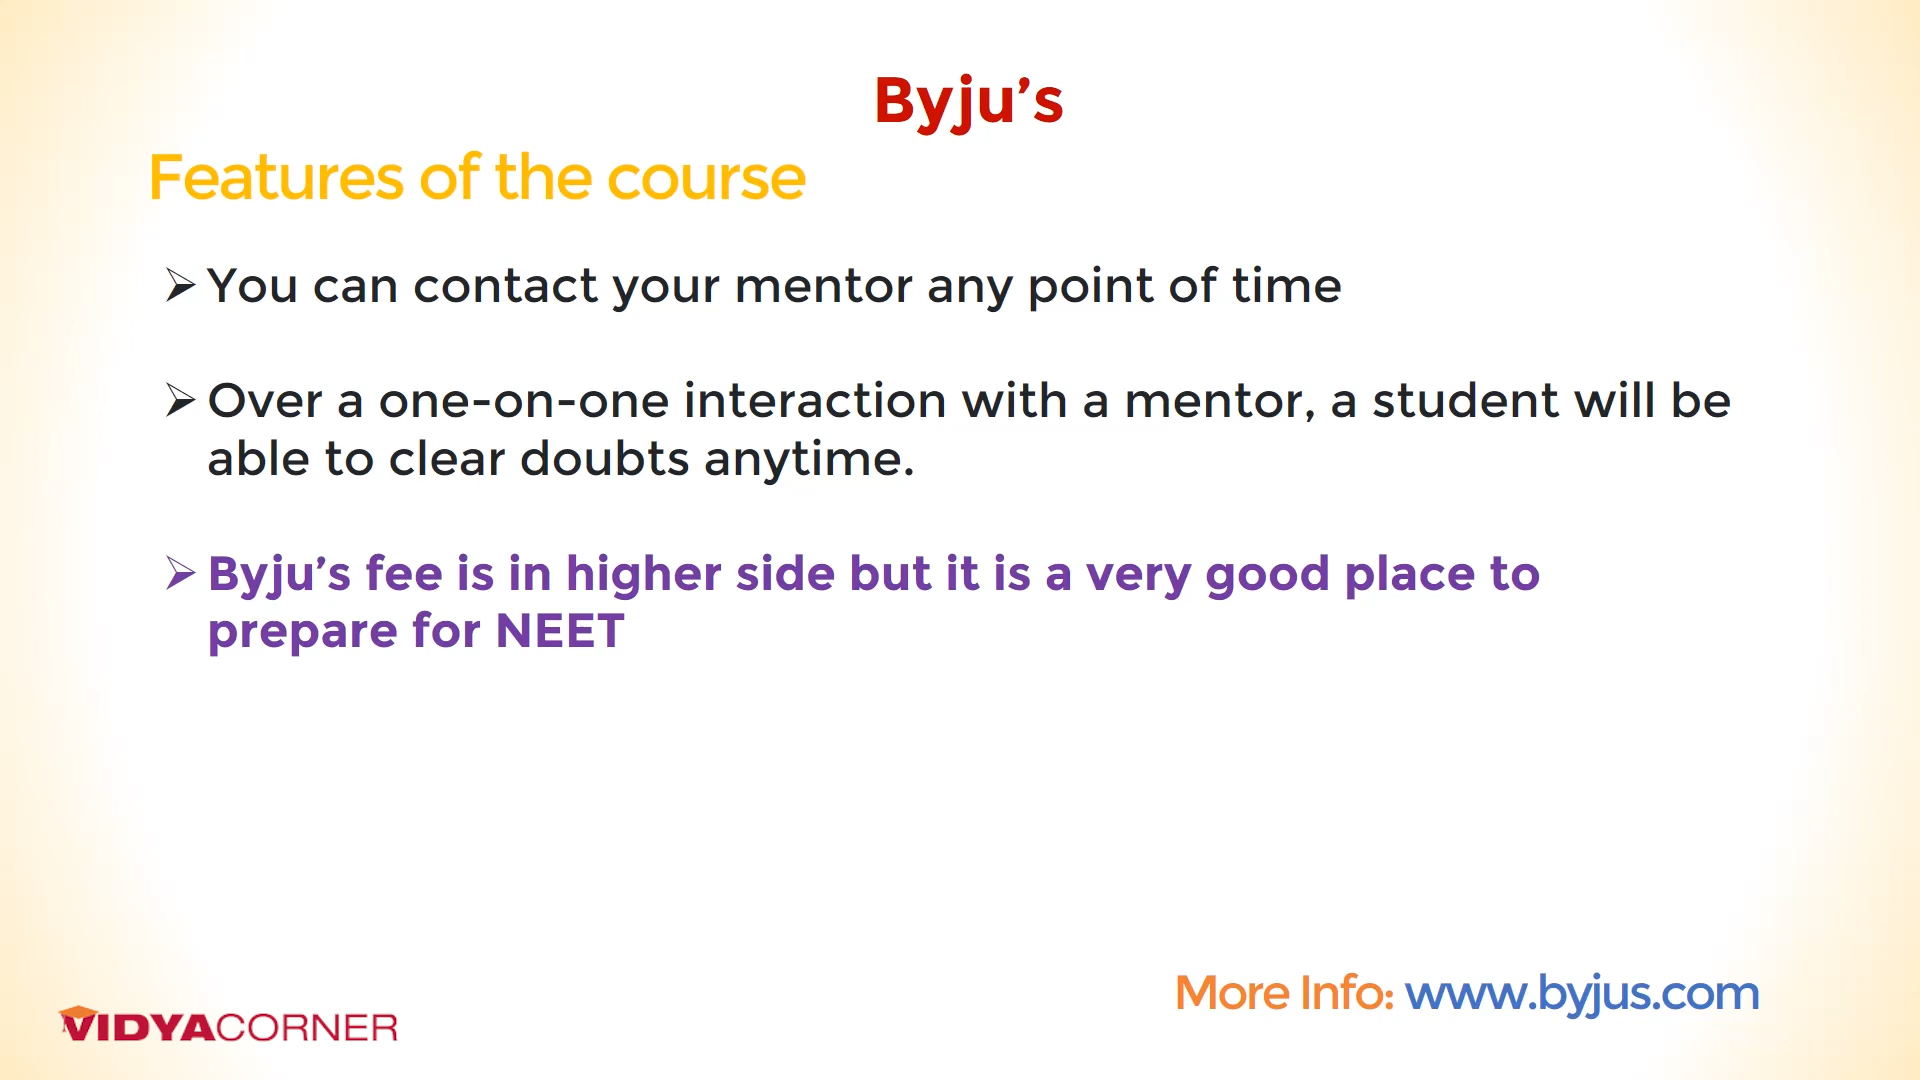 Byju’s
Features of the course
➢ You can contact your mentor any point of time
➢ Over a one-on-one interaction with a mentor, a student will be
able to clear doubts anytime.
➢ Byju’s fee is in higher side but it is a very good place to
prepare for NEET
More Info: www.byjus.com
VIDYACORNER